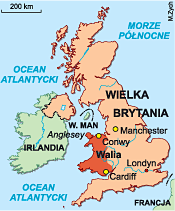 200 km
M.Zych
MORZE
PÓŁNOCNE
OCEAN
ATLANTYCKI
WIELKA
BRYTANIA
W. MAN
Manchester
Anglesey
Conwy
IRLANDIA
Walia
Londyn
Cardiff
OCEAN
ATLANTYCKI
FRANCJA